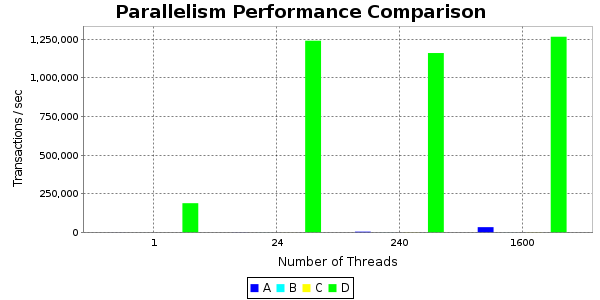 Parallelism Performance Comparison
1,250,000
1,000,000
750,000
500,000
250,000
0
Transactions / sec
1 24 240 1600
Number of Threads
A B C D